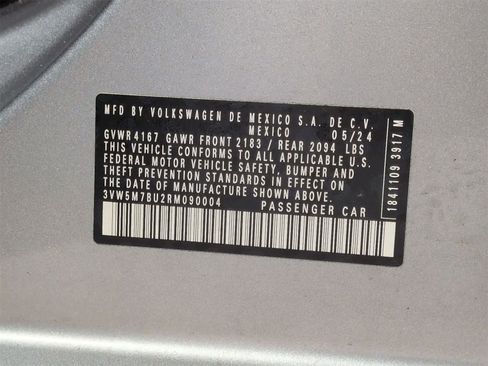 MFD BY VOLKSWAGEN DE MEXICO S.A. DE C.V.
MEXICO 05/24
GVWR 4167 GAWR FRONT 2183 / REAR 2094 LBS
THIS VEHICLE CONFORMS TO ALL APPLICABLE U.S.
FEDERAL MOTOR VEHICLE SAFETY, BUMPER AND
THEFT PREVENTION STANDARDS IN EFFECT ON
THE DATE OF MANUFACTURE SHOWN ABOVE.
3VW5M7BU2RM090004 PASSENGER CAR
1841109 3917 M